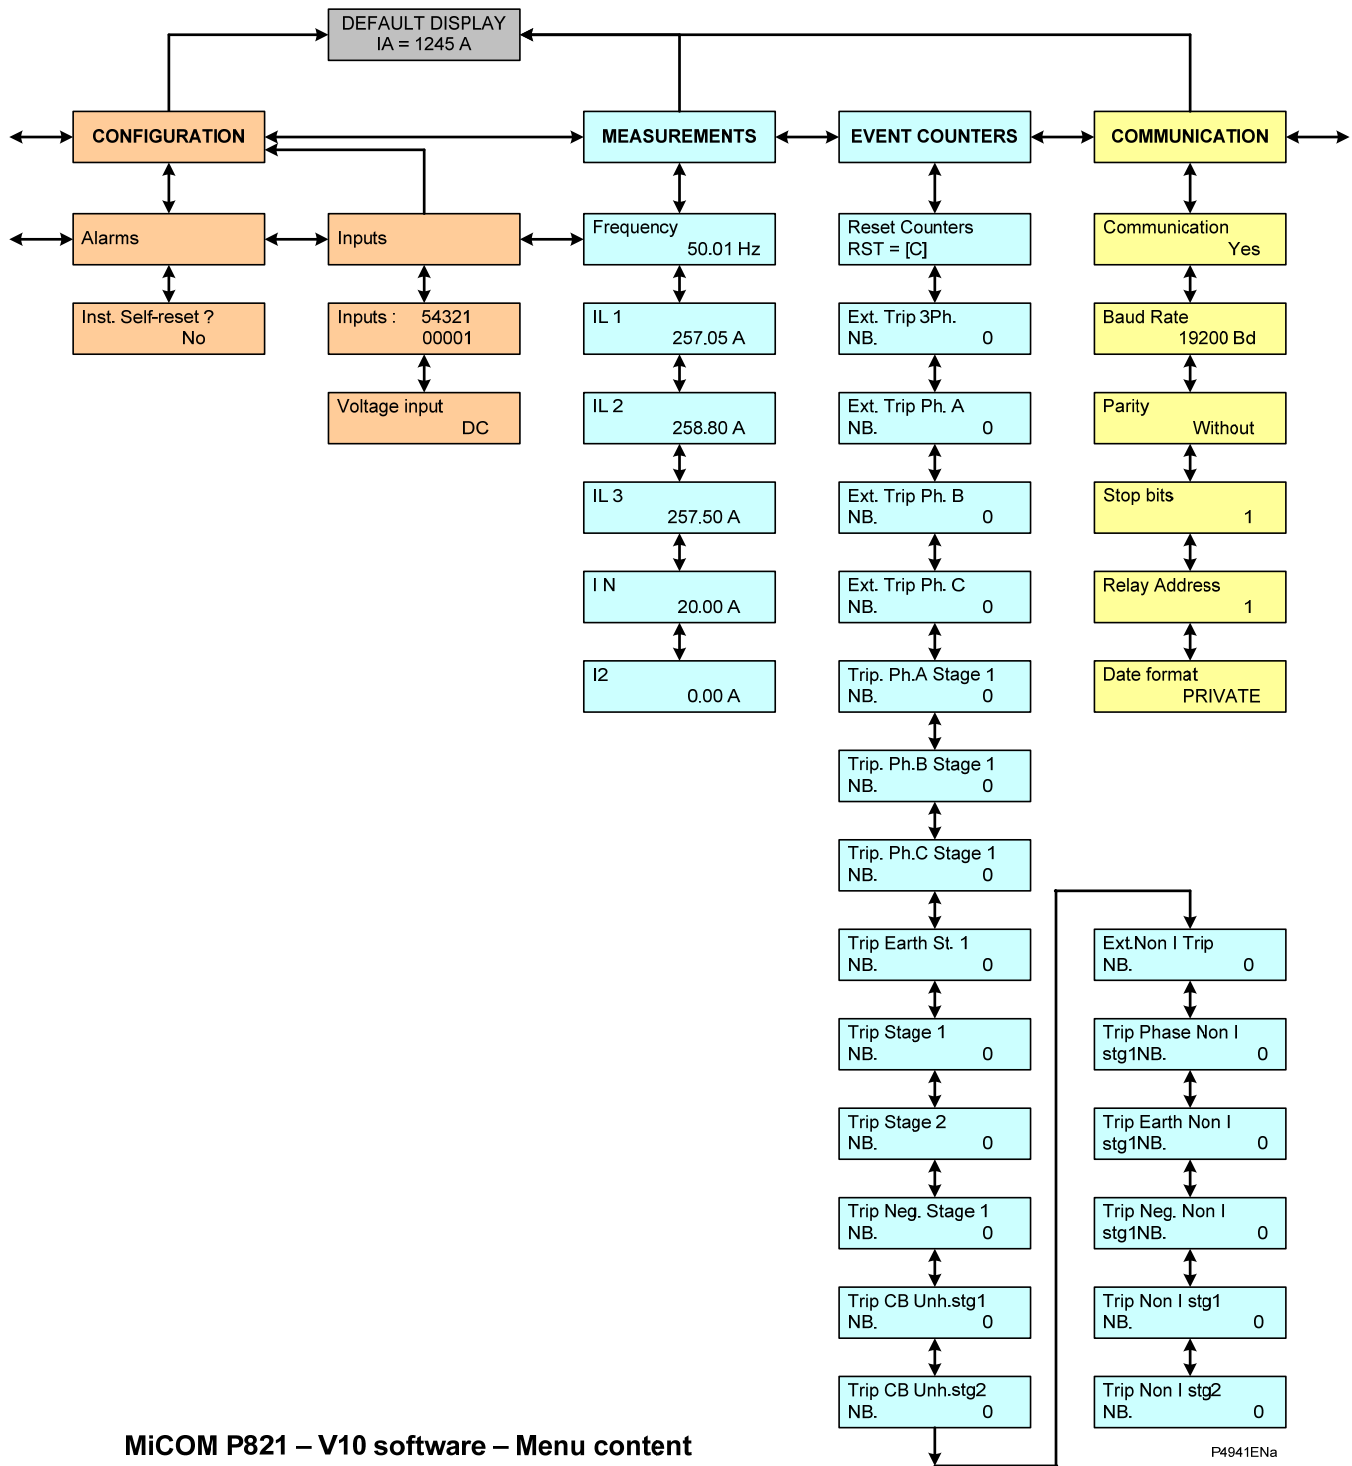 DEFAULT DISPLAY
IA = 1245 A
CONFIGURATION
MEASUREMENTS
EVENT COUNTERS
COMMUNICATION
Alarms
Inst. Self-reset ?
No
Inputs
Inputs : 54321
00001
Voltage input
DC
Frequency
50.01 Hz
IL 1
257.05 A
IL 2
258.80 A
IL 3
257.50 A
I N
20.00 A
I2
0.00 A
Reset Counters
RST = [C]
Ext. Trip 3Ph.
NB. 0
Ext. Trip Ph. A
NB. 0
Ext. Trip Ph. B
NB. 0
Ext. Trip Ph. C
NB. 0
Trip. Ph.A Stage 1
NB. 0
Trip. Ph.B Stage 1
NB. 0
Trip. Ph.C Stage 1
NB. 0
Trip Earth St. 1
NB. 0
Trip Stage 1
NB. 0
Trip Stage 2
NB. 0
Trip Neg. Stage 1
NB. 0
Trip CB Unh.stg1
NB. 0
Trip CB Unh.stg2
NB. 0
Communication
Yes
Baud Rate
19200 Bd
Parity
Without
Stop bits
1
Relay Address
1
Date format
PRIVATE
Ext.Non I Trip
NB. 0
Trip Phase Non I
stg1NB. 0
Trip Earth Non I
stg1NB. 0
Trip Neg. Non I
stg1NB. 0
Trip Non I stg1
NB. 0
Trip Non I stg2
NB. 0
MiCOM P821 – V10 software – Menu content
P4941ENa